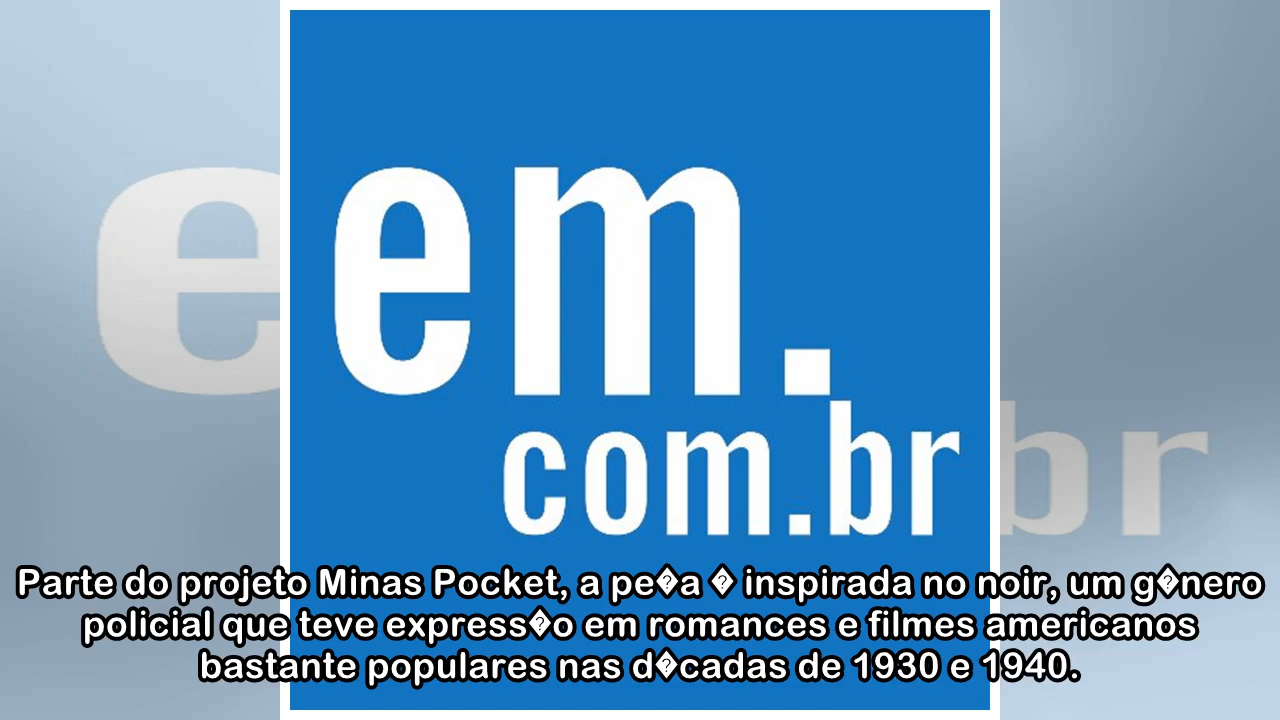 em.
com.br
e
br
Parte do projeto Minas Pocket, a pe�a � inspirada no noir, um g�nero
policial que teve express�o em romances e filmes americanos
bastante populares nas d�cadas de 1930 e 1940.